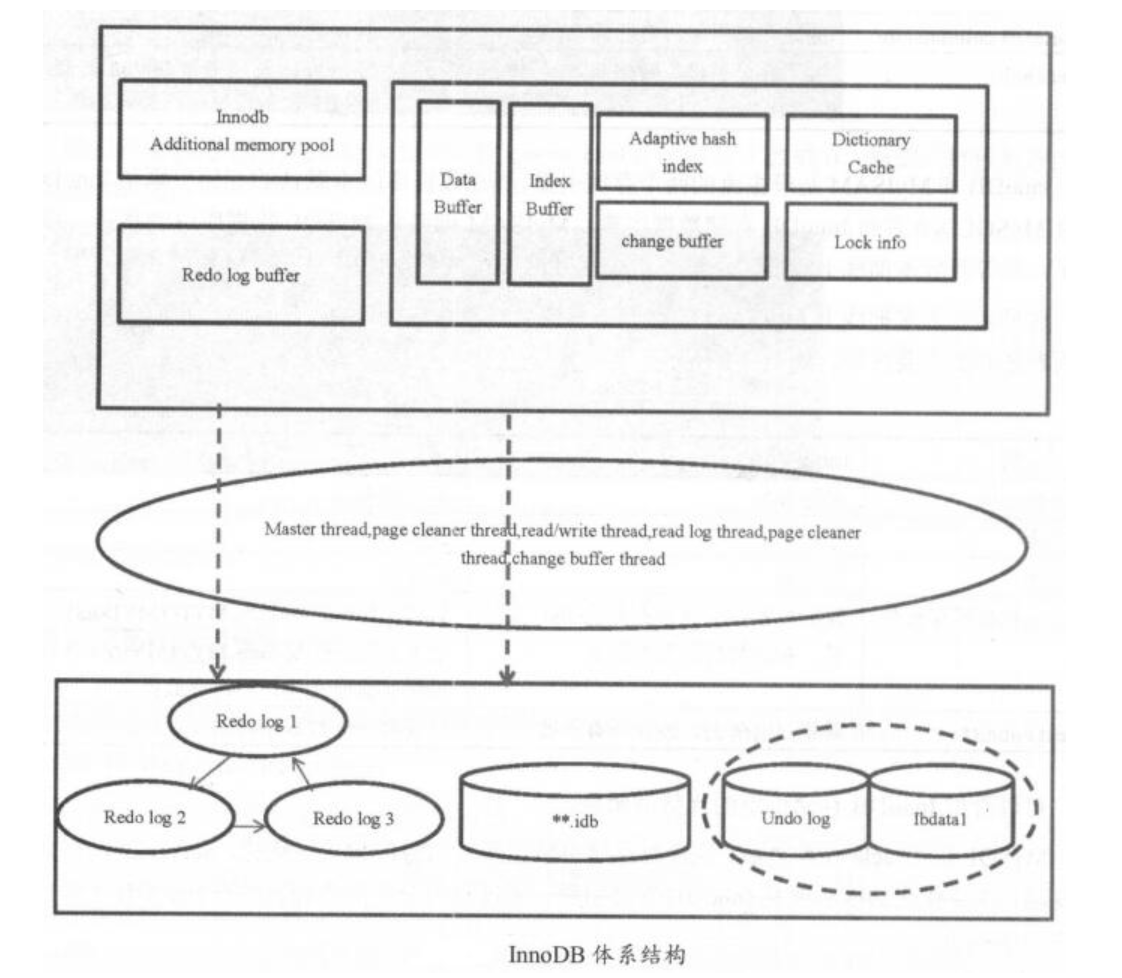 Innodb
Additional memory pool
Redo log buffer
Data
Buffer
Index
Buffer
Adaptive hash
index
change buffer
Dictionary
Cache
Lock info
Master thread,page cleaner thread,read/write thread,read log thread,page cleaner
thread,change buffer thread
Redo log 1
Redo log 2
Redo log 3
**.idb
Undo log
Ibdata1
InnoDB 体系结构